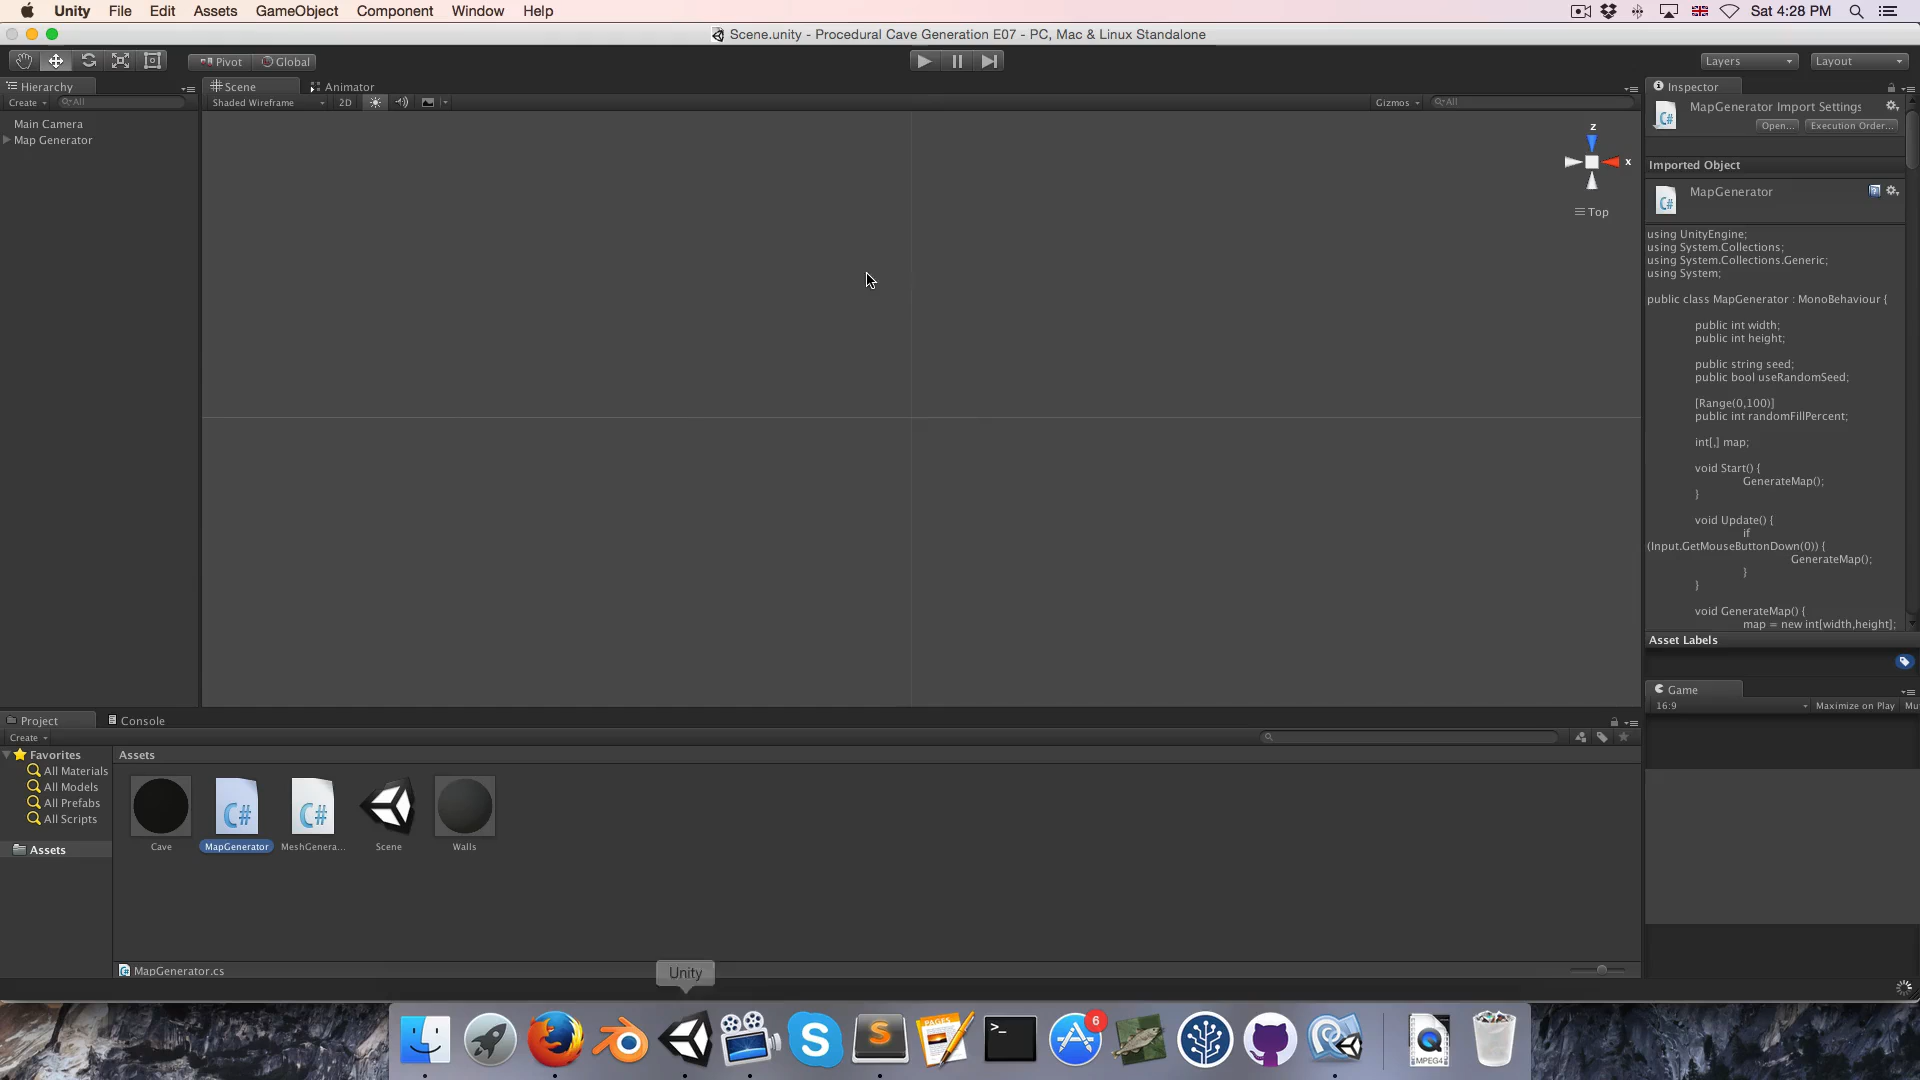 Unity File Edit Assets GameObject Component Window Help Sat 4:28 PM
Scene.unity - Procedural Cave Generation E07 - PC, Mac & Linux Standalone
Pivot Global Layers Layout
Hierarchy Scene Animator Inspector
Create All Shaded Wireframe 2D Gizmos All
MapGenerator Import Settings
Open... Execution Order...
Main Camera
Map Generator
z
x
Top
Imported Object
MapGenerator
using UnityEngine;
using System.Collections;
using System.Collections.Generic;
using System;
public class MapGenerator : MonoBehaviour {
public int width;
public int height;
public string seed;
public bool useRandomSeed;
[Range(0,100)]
public int randomFillPercent;
int[,] map;
void Start() {
GenerateMap();
}
void Update() {
if
(Input.GetMouseButtonDown(0)) {
GenerateMap();
}
}
void GenerateMap() {
map = new int[width,height];
Asset Labels
Game
16:9 Maximize on Play Mu
Project Console
Create
Favorites
All Materials
All Models
All Prefabs
All Scripts
Assets
Assets
C# C#
Cave MapGenerator MeshGenera... Scene Walls
MapGenerator.cs
Unity
PAGES
>_
6
MPEG4